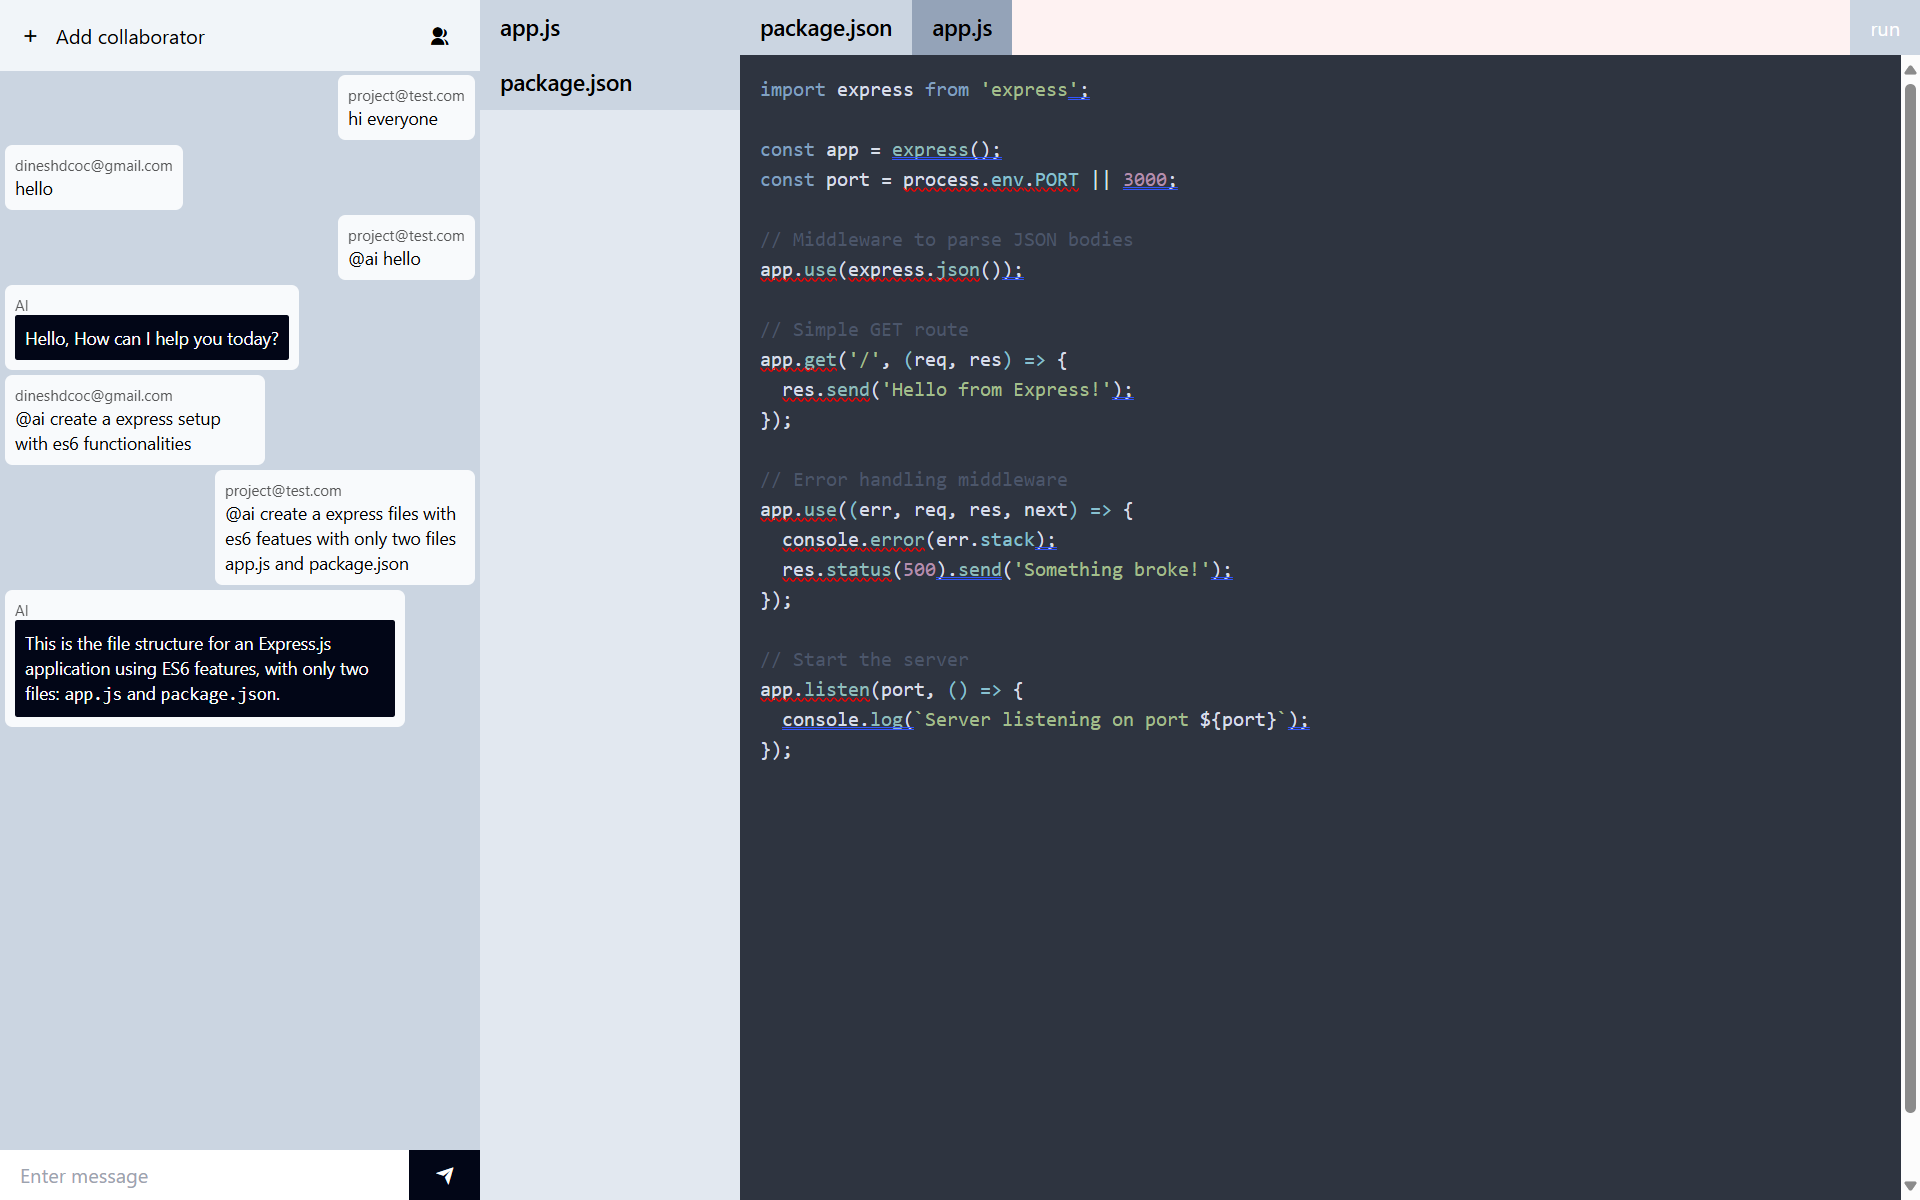 + Add collaborator
project@test.com
hi everyone
dineshdcoc@gmail.com
hello
project@test.com
@ai hello
AI
Hello, How can I help you today?
dineshdcoc@gmail.com
@ai create a express setup
with es6 functionalities
project@test.com
@ai create a express files with
es6 featues with only two files
app.js and package.json
AI
This is the file structure for an Express.js
application using ES6 features, with only two
files: app.js and package.json.
Enter message
app.js
package.json
package.json app.js run
import express from 'express';
const app = express();
const port = process.env.PORT || 3000;
// Middleware to parse JSON bodies
app.use(express.json());
// Simple GET route
app.get('/', (req, res) => {
  res.send('Hello from Express!');
});
// Error handling middleware
app.use((err, req, res, next) => {
  console.error(err.stack);
  res.status(500).send('Something broke!');
});
// Start the server
app.listen(port, () => {
  console.log(`Server listening on port ${port}`);
});